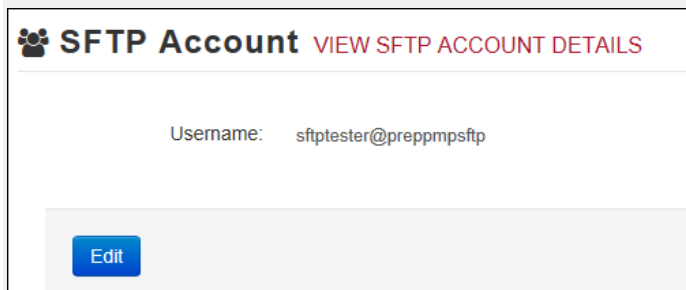 SFTP Account VIEW SFTP ACCOUNT DETAILS
Username: sftptester@preppmpsftp
Edit